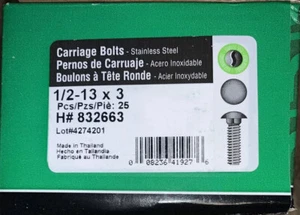 Carriage Bolts - Stainless Steel
Pernos de Carruaje - Acero Inoxidable
Boulons à Tête Ronde - Acier Inoxydable
1/2-13 x 3
Pcs/Pzs/Piè: 25
H# 832663
Lot#4274201
Made in Thailand
Hecho en Tailandia
Fabriqué au Thaïlande
0 08236 41927 6